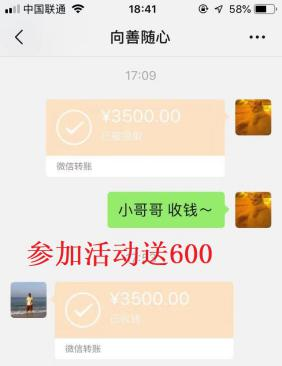 中国联通 18:41 58%
向善随心
17:09
¥3500.00
已被领取
微信转账
小哥哥 收钱～
参加活动送600
¥3500.00
已收钱
微信转账